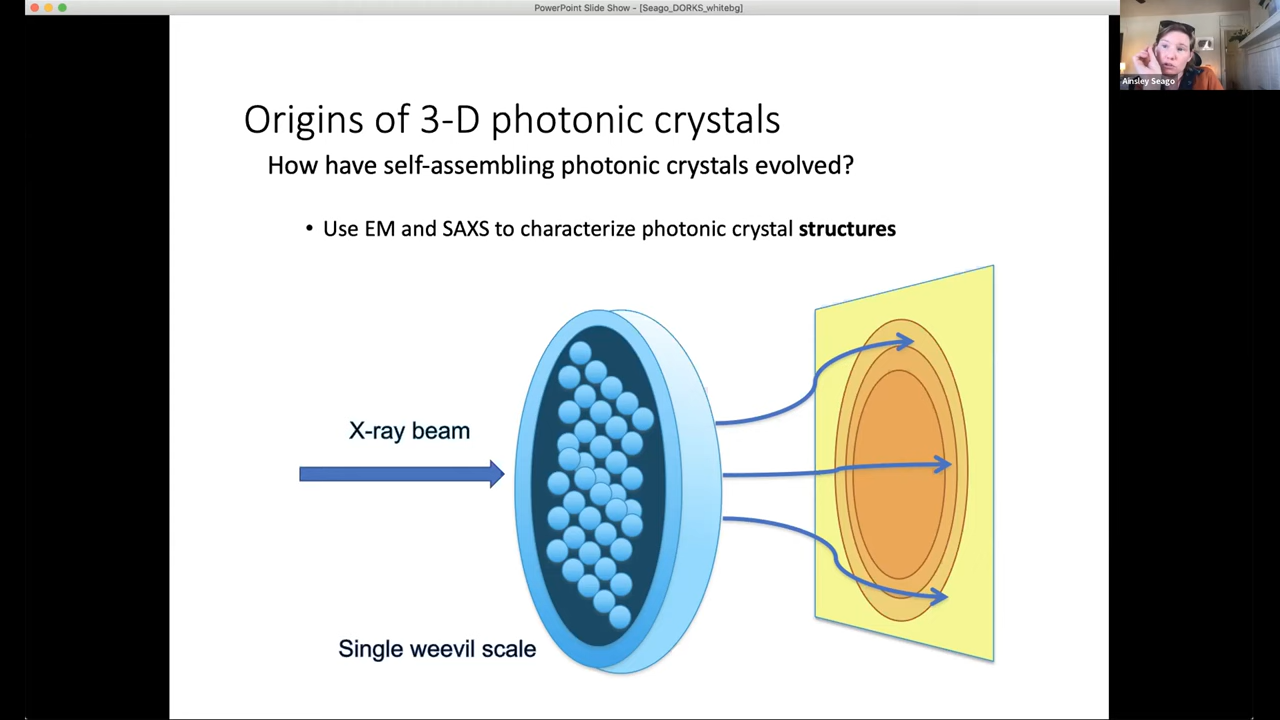 PowerPoint Slide Show - [Seago_DORKS_whitebg]
Ainsley Seago
Origins of 3-D photonic crystals
How have self-assembling photonic crystals evolved?
• Use EM and SAXS to characterize photonic crystal structures
X-ray beam
Single weevil scale